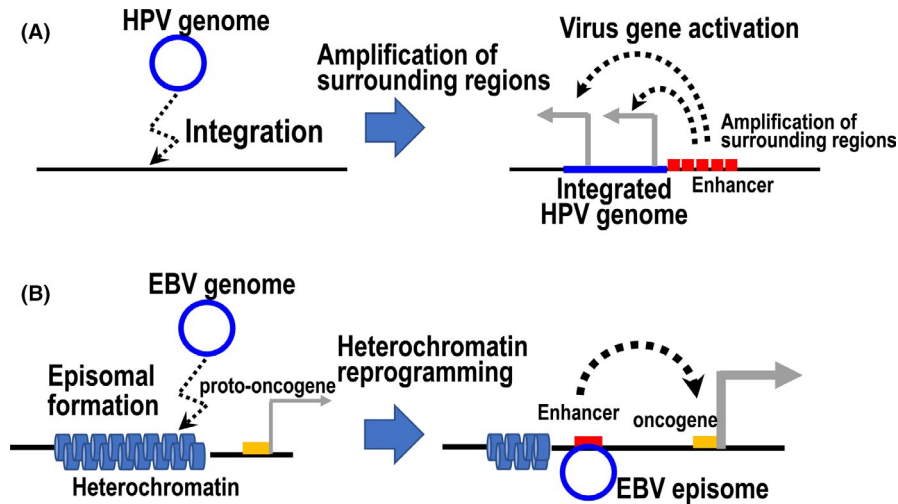 (A)
HPV genome
Integration
Amplification of
surrounding regions
Virus gene activation
Amplification of
surrounding regions
Enhancer
Integrated
HPV genome
(B)
EBV genome
Episomal
formation
proto-oncogene
Heterochromatin
Heterochromatin
reprogramming
Enhancer
oncogene
EBV episome